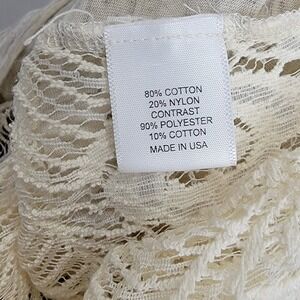 80% COTTON
20% NYLON
CONTRAST
90% POLYESTER
10% COTTON
MADE IN USA